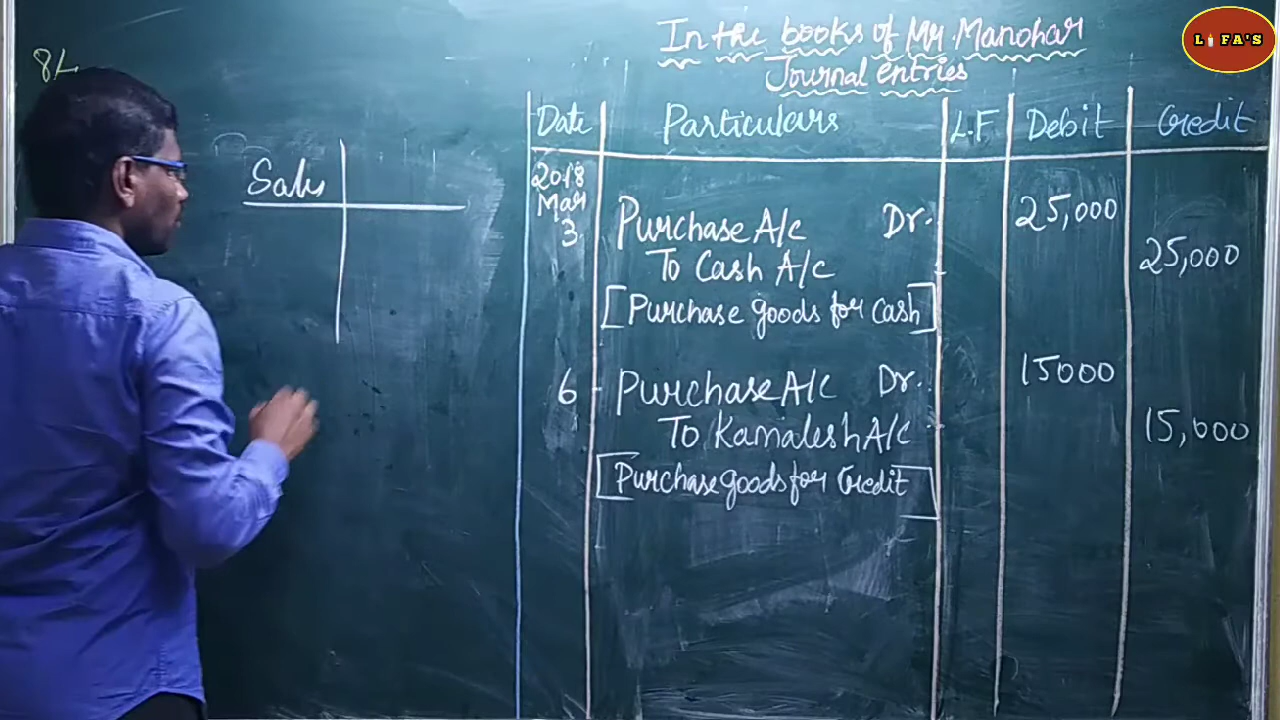 LIFA'S
In the books of Mr. Manohar
Journal entries
Date Particulars L.F Debit Credit
2018
Mar
3 Purchase A/c Dr. 25,000
To Cash A/c 25,000
[Purchase goods for cash]
6 Purchase A/c Dr. 15000
To Kamalesh A/c 15,000
[Purchase goods for Credit]
Sales